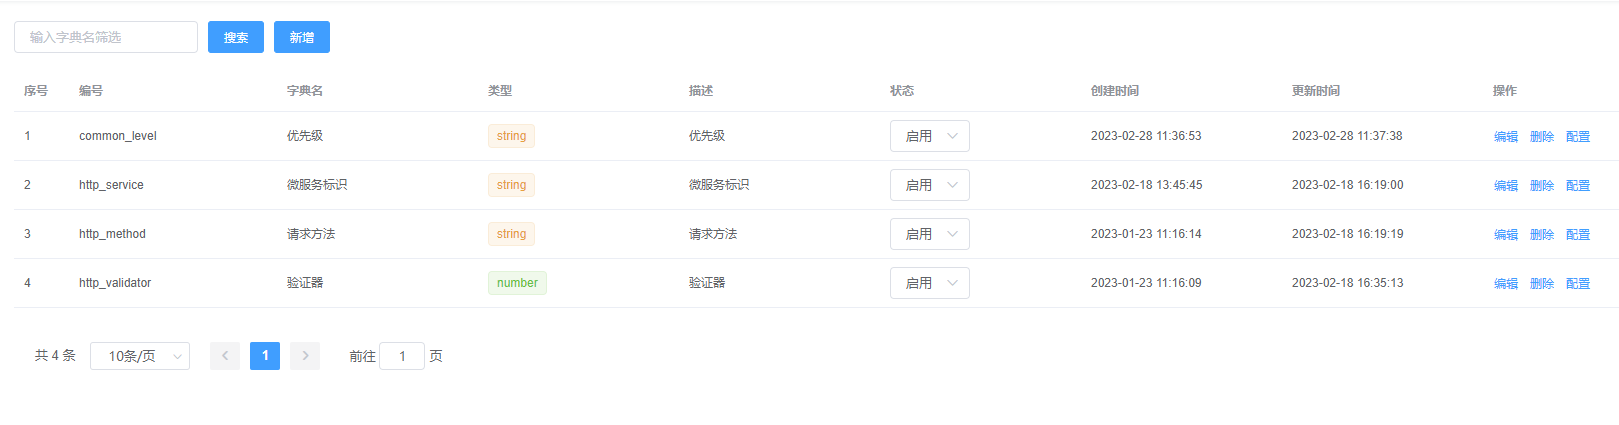 输入字典名筛选 搜索 新增
序号 编号 字典名 类型 描述 状态 创建时间 更新时间 操作
1 common_level 优先级 string 优先级 启用 2023-02-28 11:36:53 2023-02-28 11:37:38 编辑 删除 配置
2 http_service 微服务标识 string 微服务标识 启用 2023-02-18 13:45:45 2023-02-18 16:19:00 编辑 删除 配置
3 http_method 请求方法 string 请求方法 启用 2023-01-23 11:16:14 2023-02-18 16:19:19 编辑 删除 配置
4 http_validator 验证器 number 验证器 启用 2023-01-23 11:16:09 2023-02-18 16:35:13 编辑 删除 配置
共 4 条 10条/页 1 前往 1 页